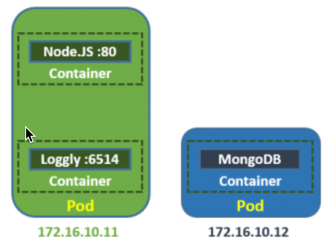 Node.JS :80
Container
Loggly :6514
Container
Pod
172.16.10.11
MongoDB
Container
Pod
172.16.10.12